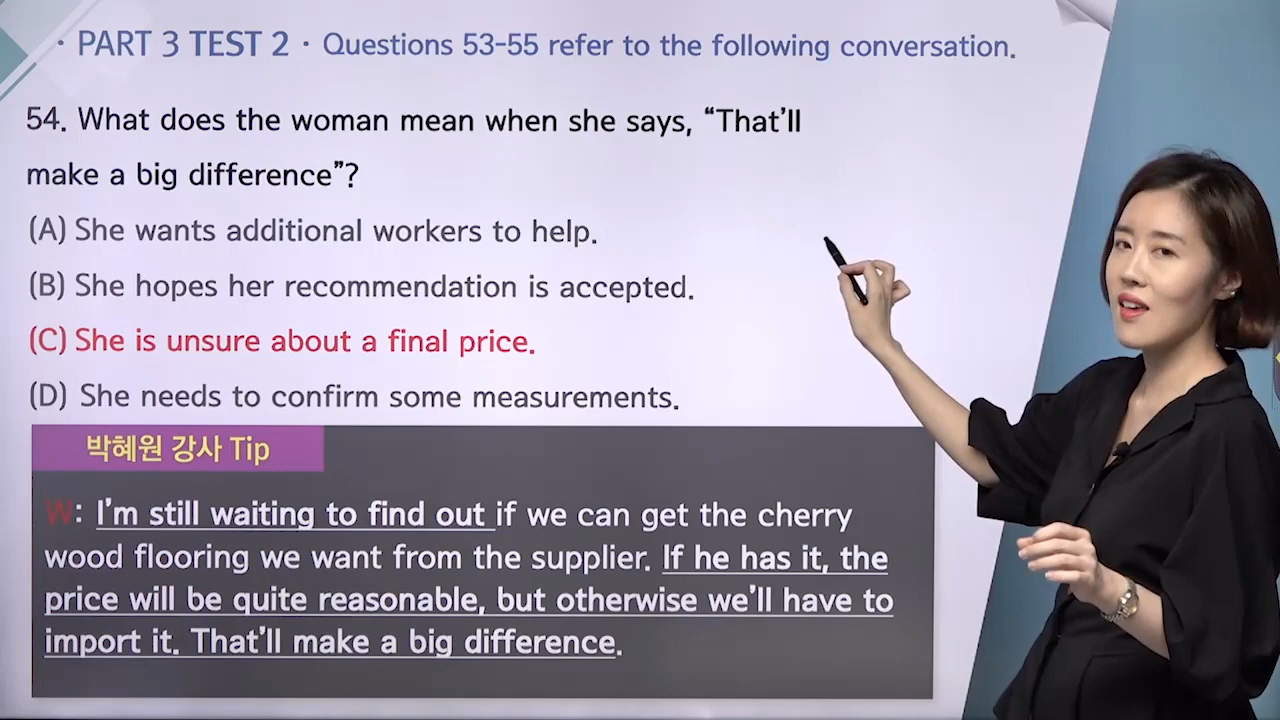 · PART 3 TEST 2 · Questions 53-55 refer to the following conversation.
54. What does the woman mean when she says, “That’ll
make a big difference”?
(A) She wants additional workers to help.
(B) She hopes her recommendation is accepted.
(C) She is unsure about a final price.
(D) She needs to confirm some measurements.
박혜원 강사 Tip
W: I’m still waiting to find out if we can get the cherry
wood flooring we want from the supplier. If he has it, the
price will be quite reasonable, but otherwise we’ll have to
import it. That’ll make a big difference.